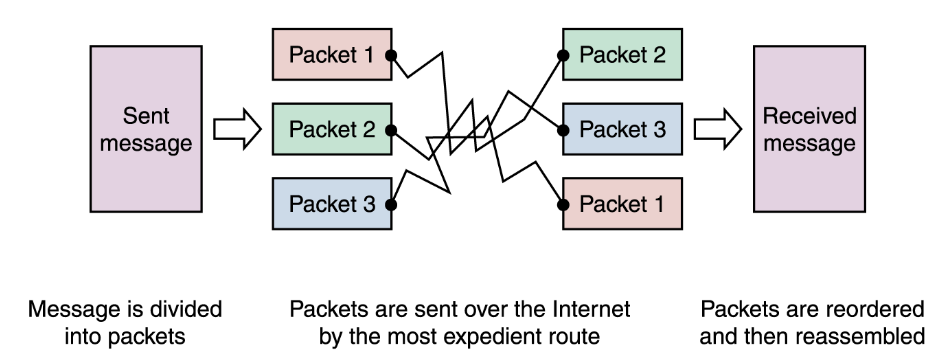 Sent
message
Packet 1
Packet 2
Packet 3
Packet 2
Packet 3
Packet 1
Received
message
Message is divided
into packets
Packets are sent over the Internet
by the most expedient route
Packets are reordered
and then reassembled